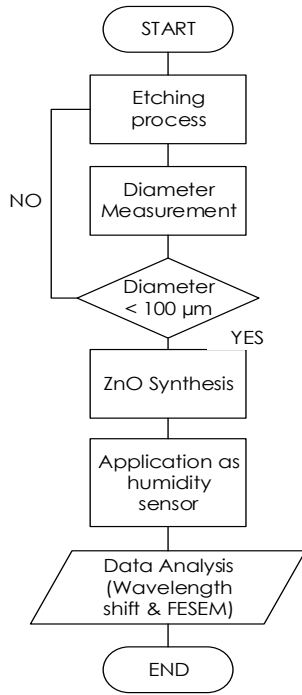 START
Etching
process
NO
Diameter
Measurement
Diameter
< 100 µm
YES
ZnO Synthesis
Application as
humidity
sensor
Data Analysis
(Wavelength
shift & FESEM)
END